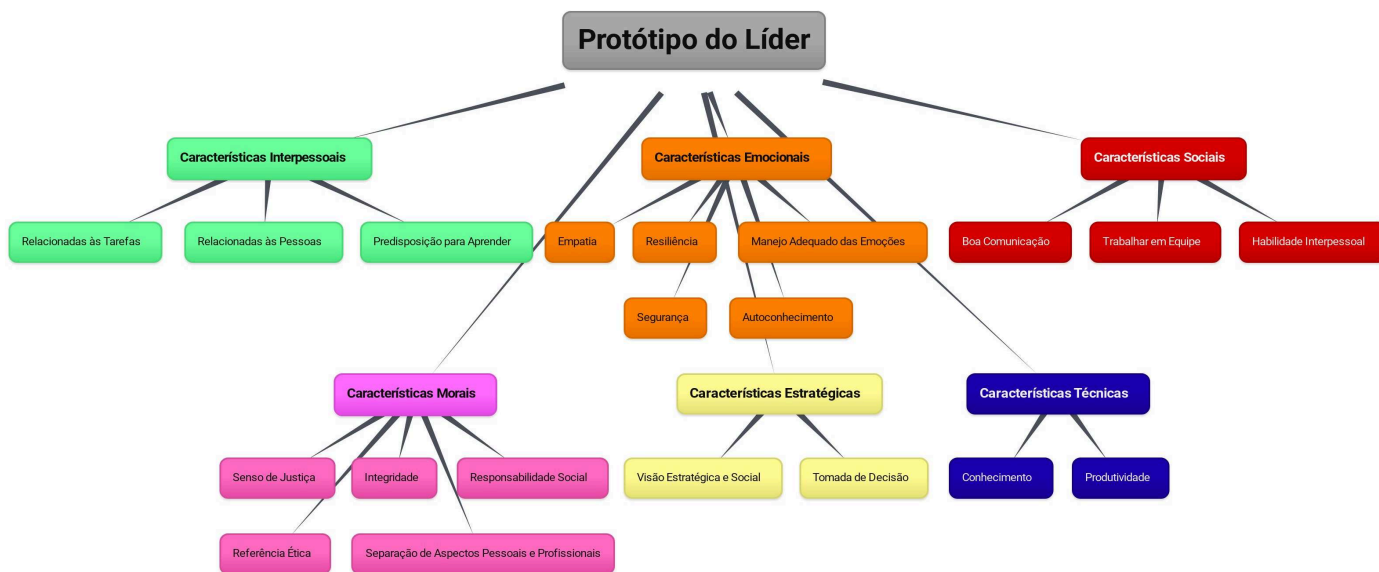 Protótipo do Líder
Características Interpessoais
Características Emocionais
Características Sociais
Relacionadas às Tarefas
Relacionadas às Pessoas
Predisposição para Aprender
Empatia
Resiliência
Manejo Adequado das Emoções
Boa Comunicação
Trabalhar em Equipe
Habilidade Interpessoal
Segurança
Autoconhecimento
Características Morais
Características Estratégicas
Características Técnicas
Senso de Justiça
Integridade
Responsabilidade Social
Visão Estratégica e Social
Tomada de Decisão
Conhecimento
Produtividade
Referência Ética
Separação de Aspectos Pessoais e Profissionais